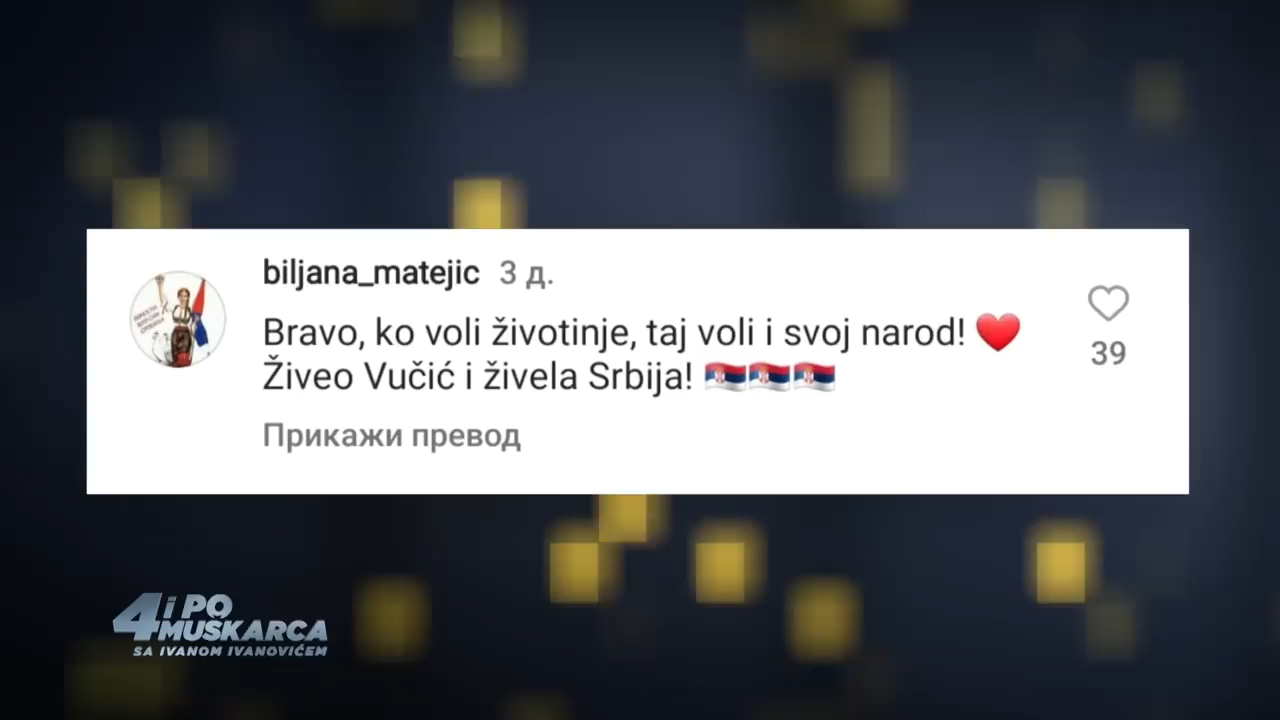 biljana_matejic 3 д.
Bravo, ko voli životinje, taj voli i svoj narod! ❤️
Živeo Vučić i živela Srbija! 🇷🇸🇷🇸🇷🇸
39
Прикажи превод
4 i PO
MUŠKARCA
SA IVANOM IVANOVIĆEM